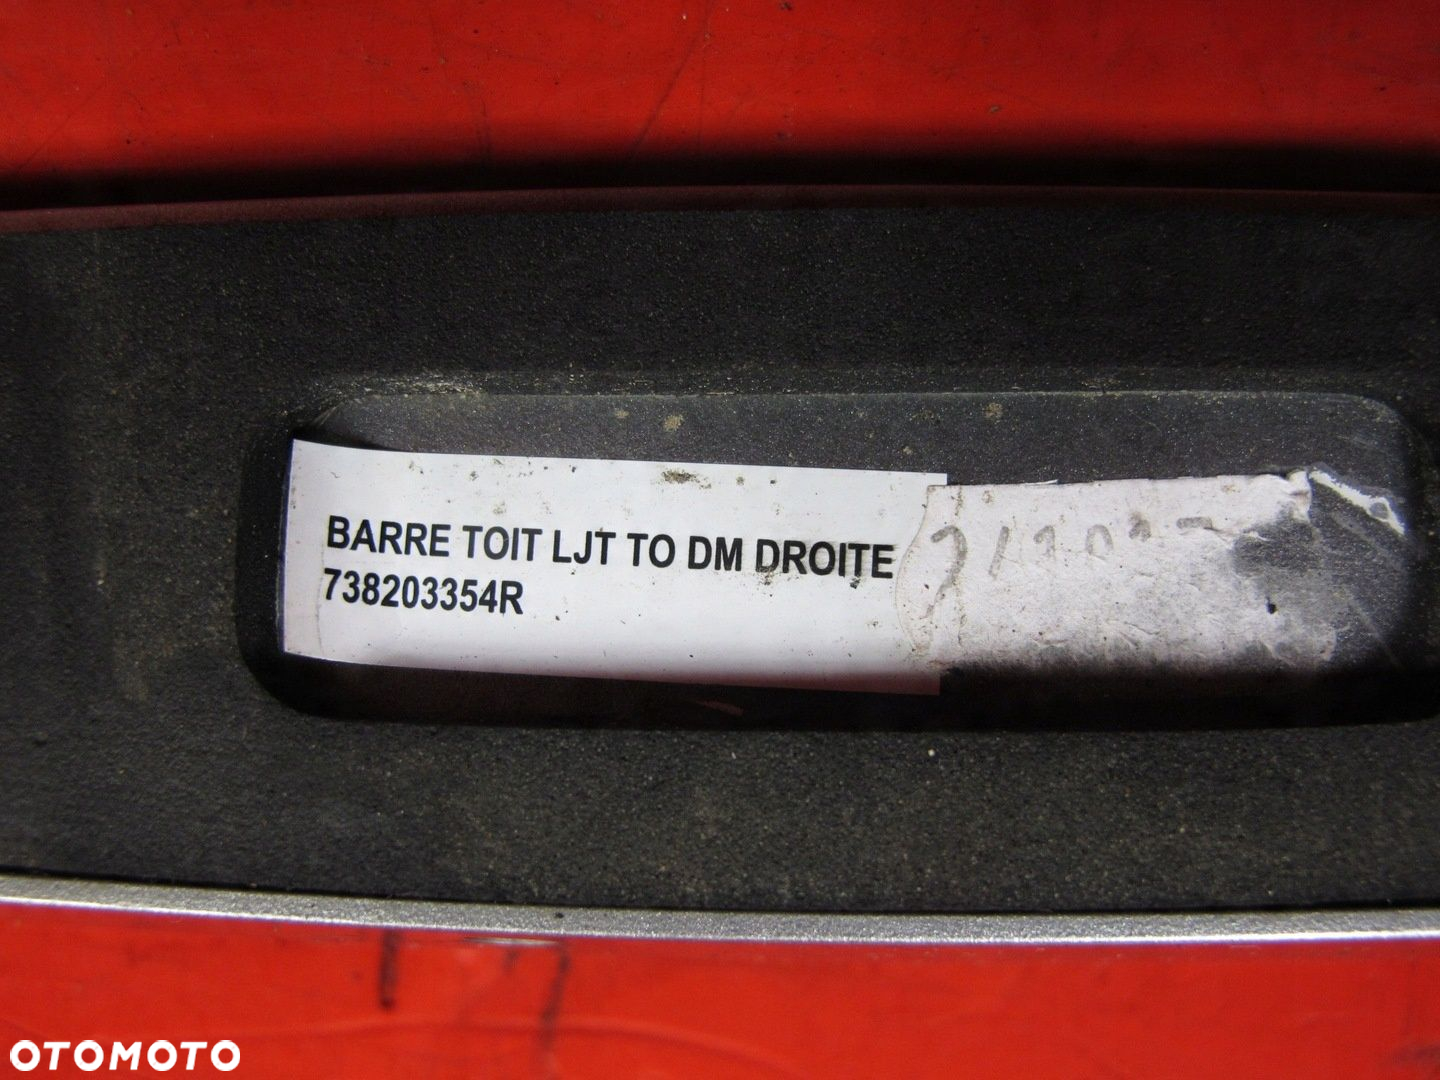 BARRE TOIT LJT TO DM DROITE
738203354R
OTOMOTO